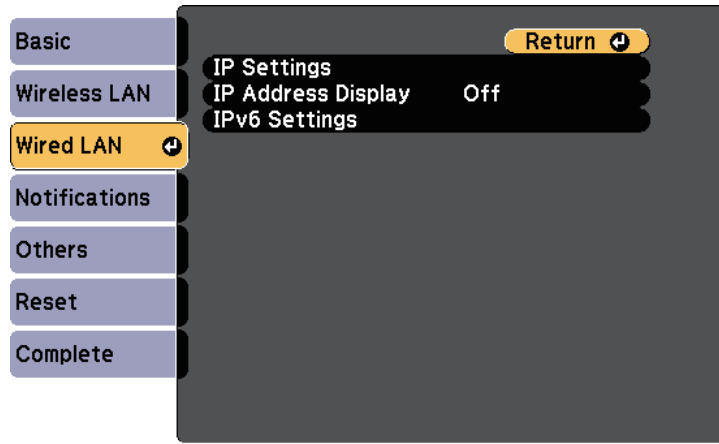 Basic
Wireless LAN
Wired LAN
Notifications
Others
Reset
Complete
Return
IP Settings
IP Address Display Off
IPv6 Settings